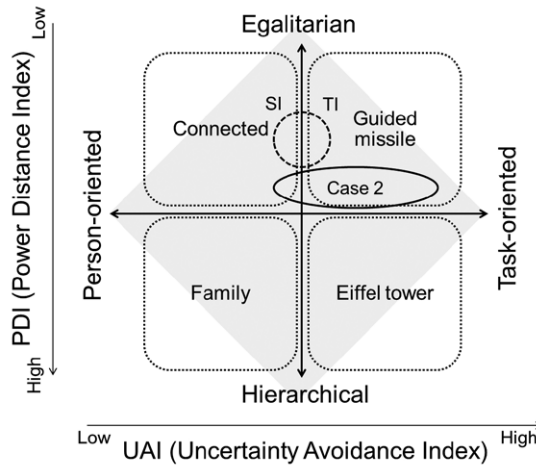 Egalitarian
Low
SI TI
Connected
Guided
missile
Case 2
PDI (Power Distance Index)
Person-oriented
Task-oriented
Family
Eiffel tower
High
Hierarchical
Low
High
UAI (Uncertainty Avoidance Index)